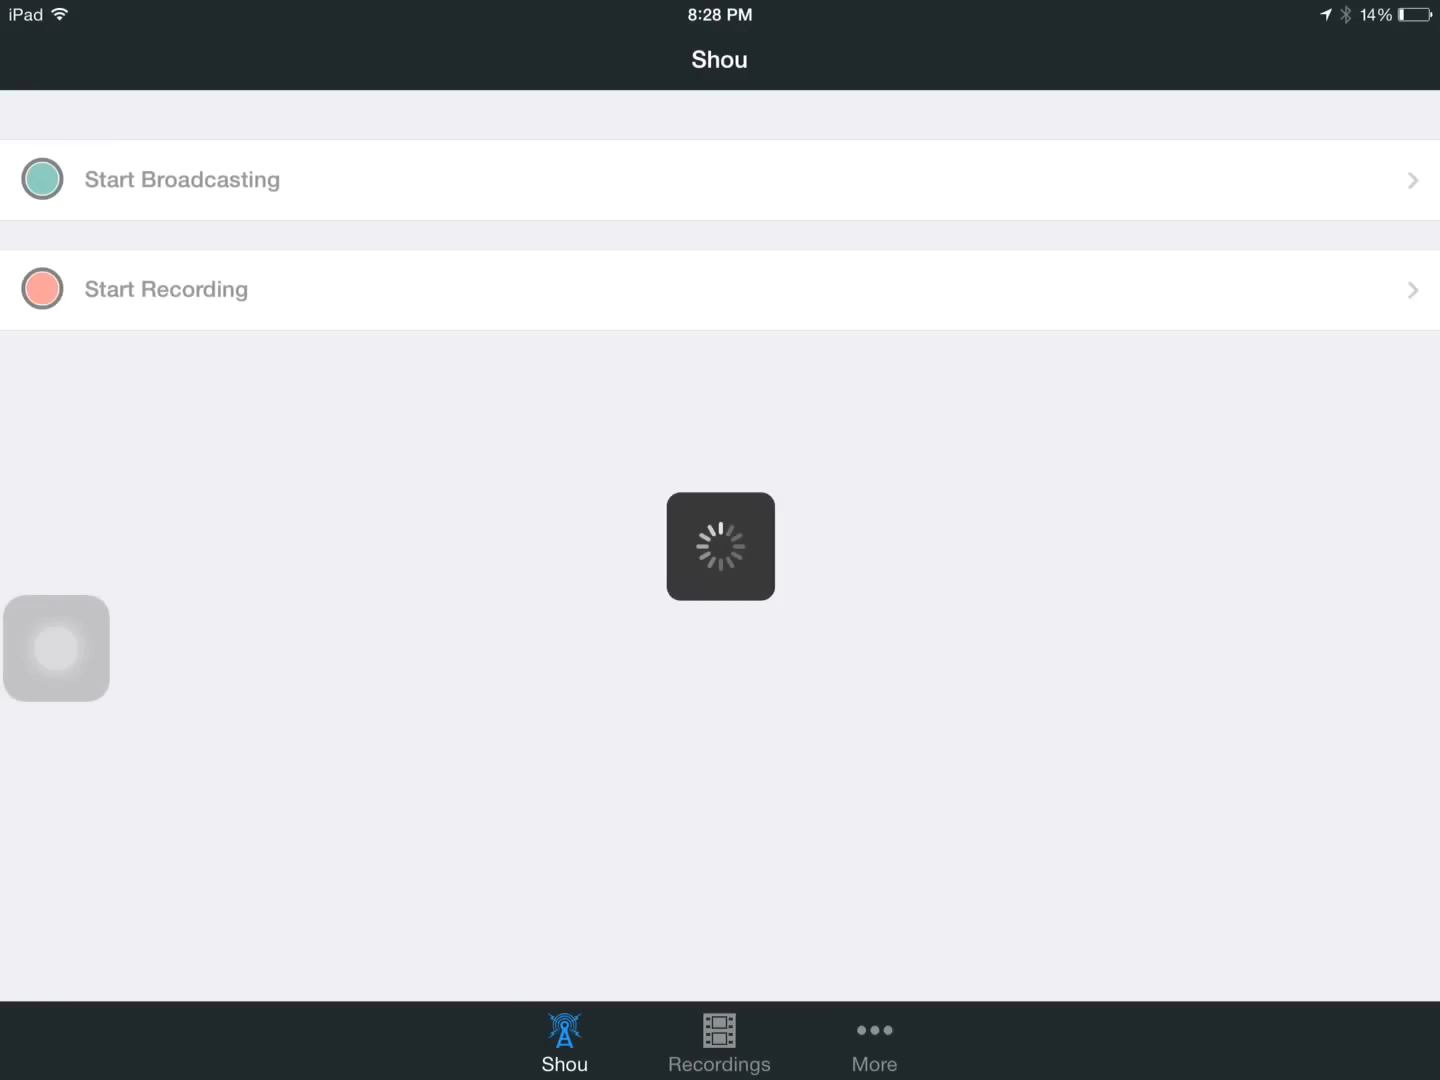 iPad 8:28 PM 14%
Shou
Start Broadcasting
Start Recording
Shou Recordings More